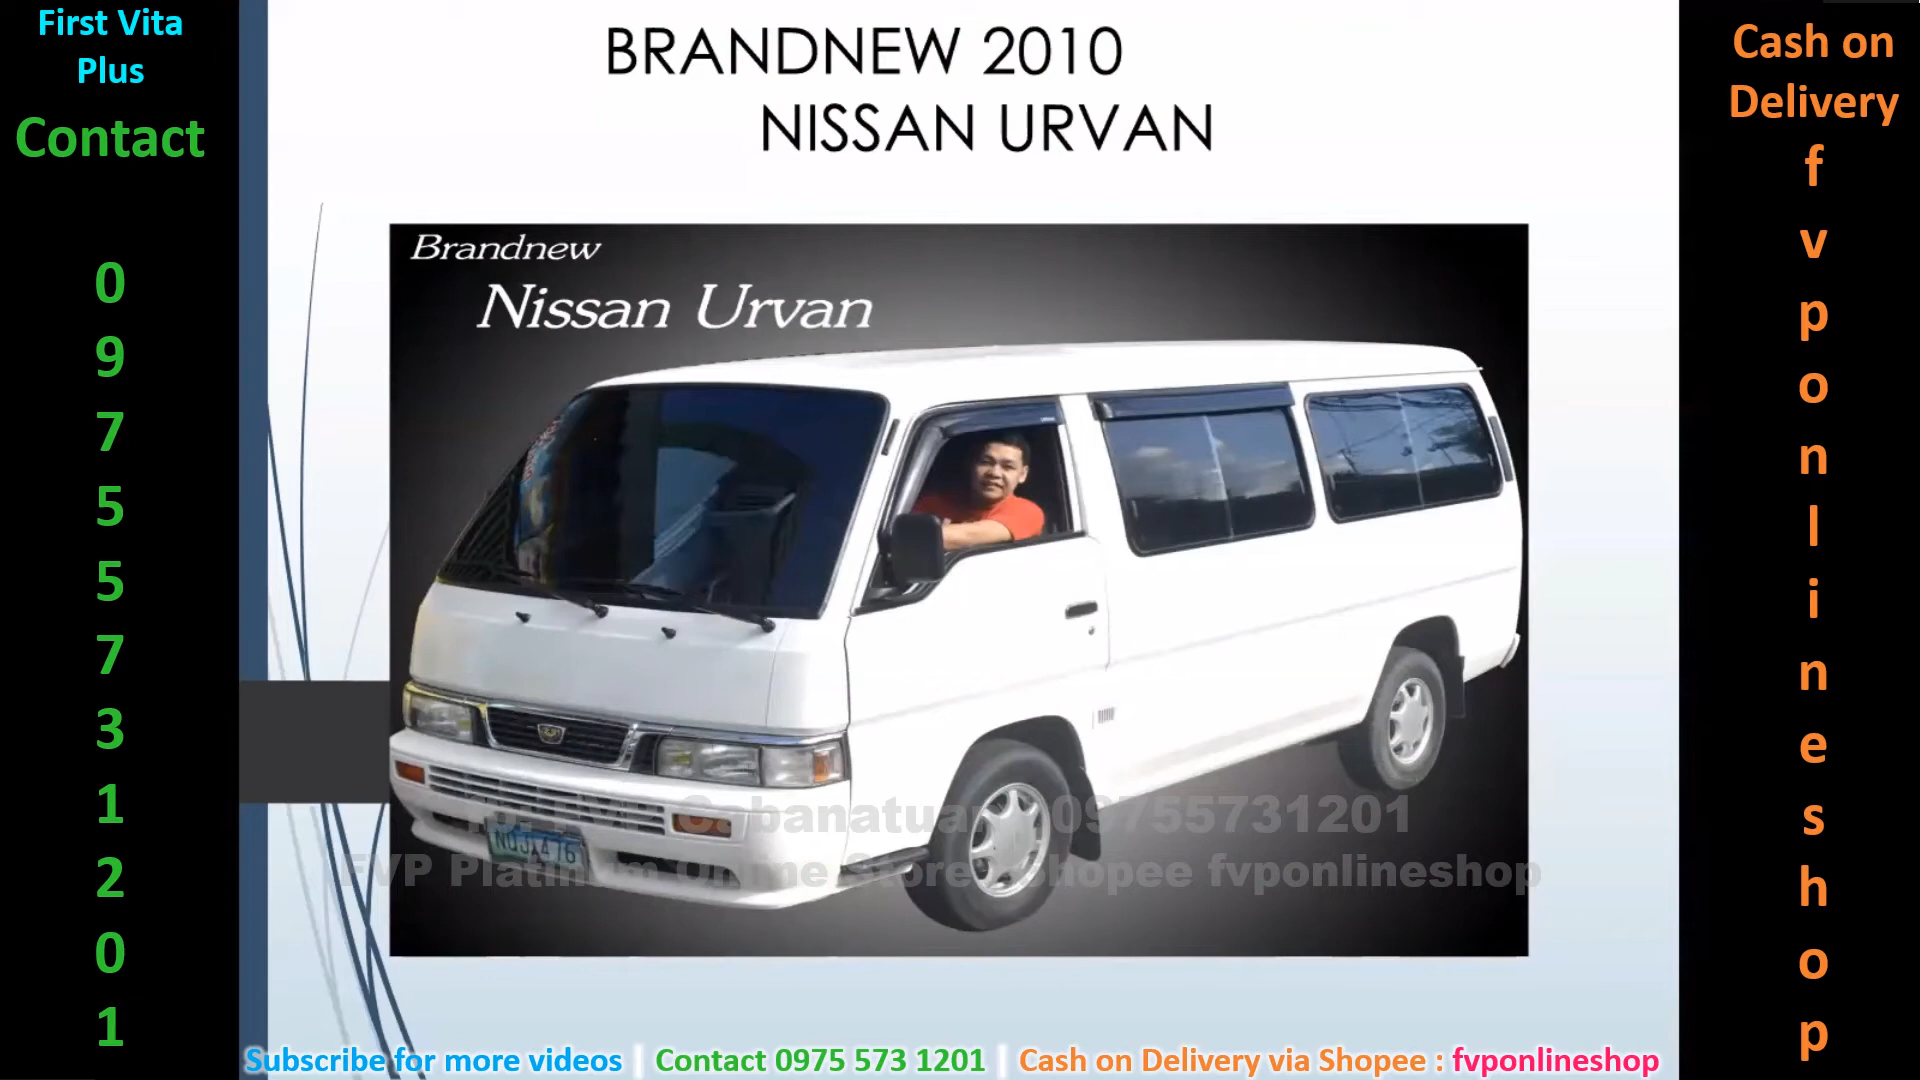 First Vita
Plus
Contact
0
9
7
5
5
7
3
1
2
0
1
BRANDNEW 2010
NISSAN URVAN
Brandnew
Nissan Urvan
Cabanatuan 09755731201
FVP Platinum Online Store Shopee fvponlineshop
Cash on
Delivery
f
v
p
o
n
l
i
n
e
s
h
o
p
Subscribe for more videos | Contact 0975 573 1201 | Cash on Delivery via Shopee : fvponlineshop